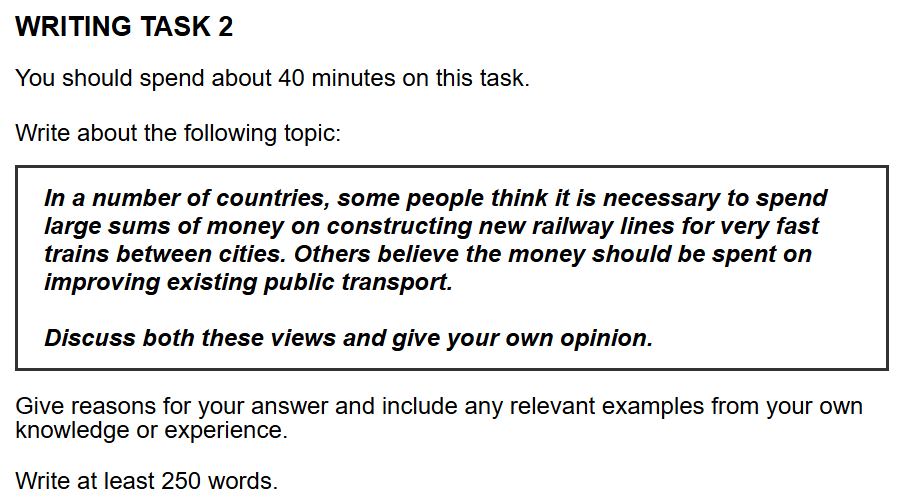 WRITING TASK 2
You should spend about 40 minutes on this task.
Write about the following topic:
In a number of countries, some people think it is necessary to spend
large sums of money on constructing new railway lines for very fast
trains between cities. Others believe the money should be spent on
improving existing public transport.
Discuss both these views and give your own opinion.
Give reasons for your answer and include any relevant examples from your own
knowledge or experience.
Write at least 250 words.